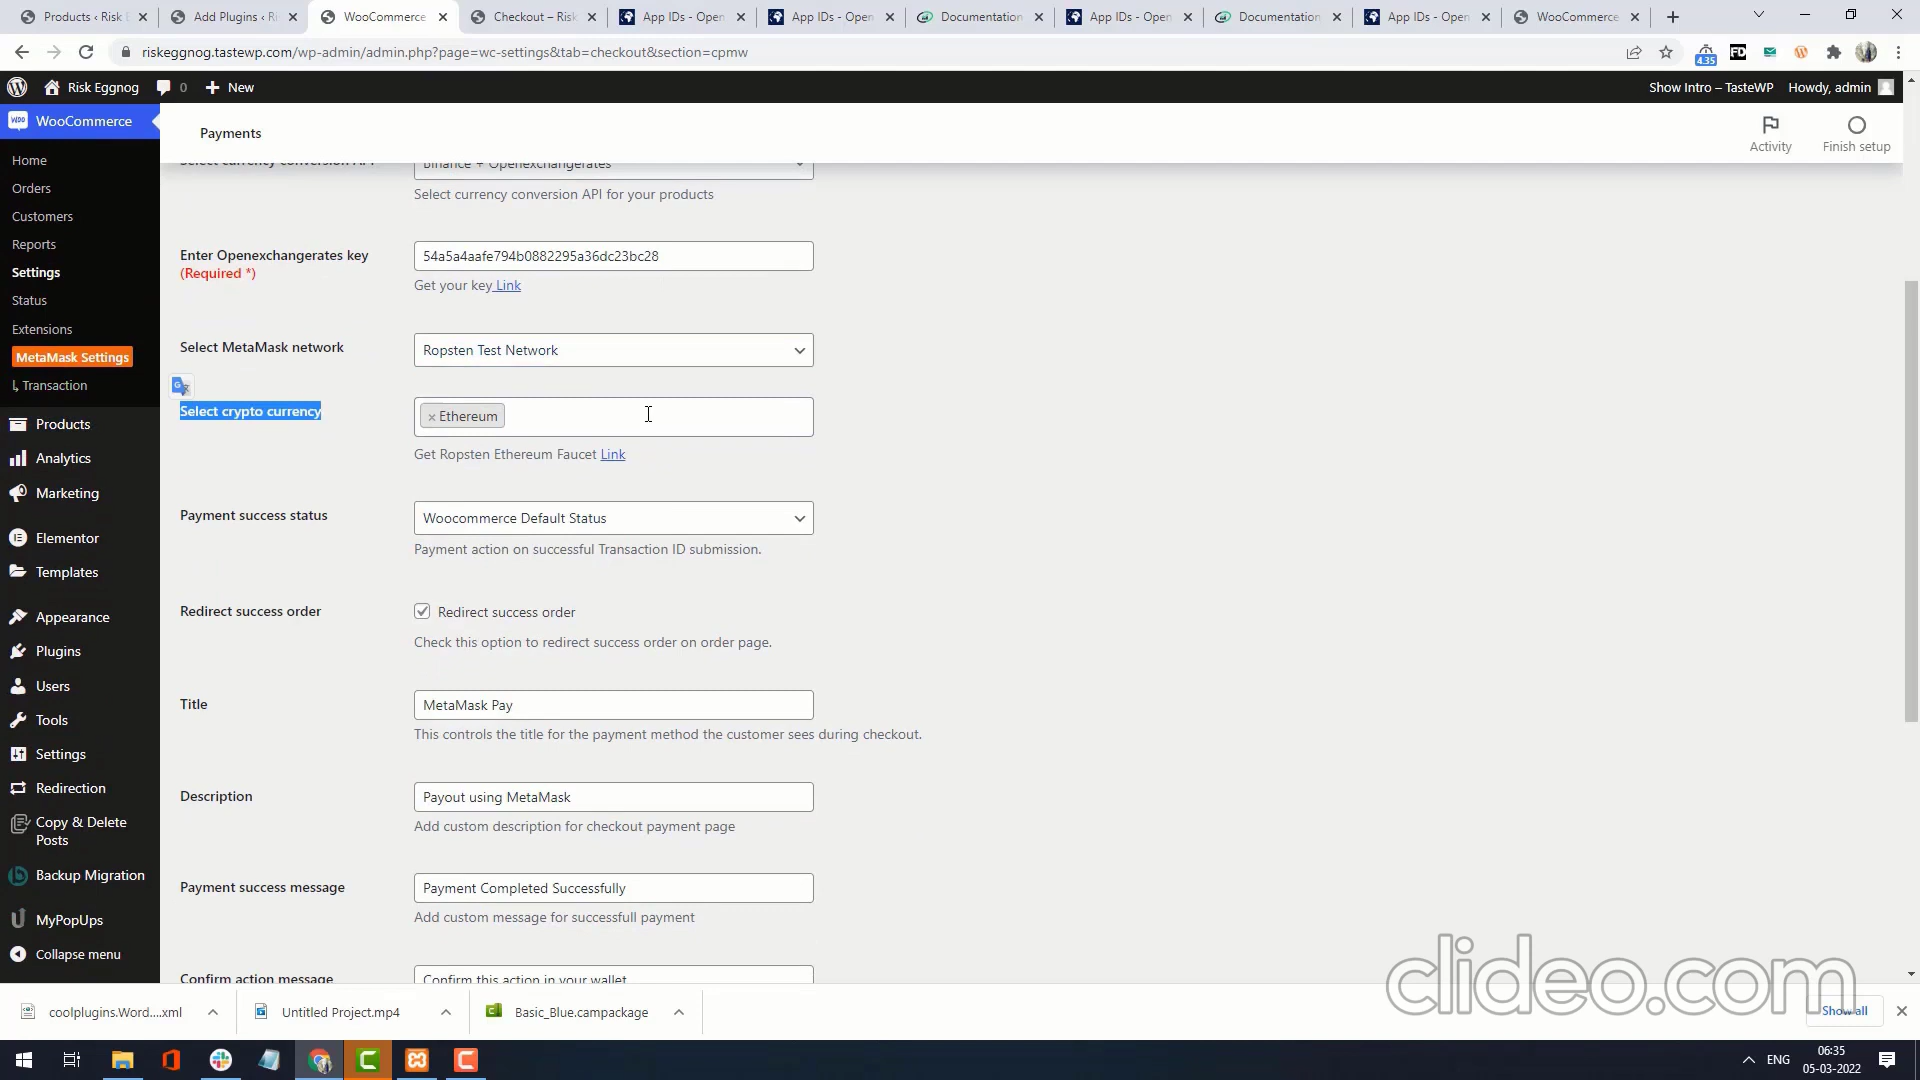 Products ‹ Risk E
Add Plugins ‹ Ri
WooCommerce
Checkout – Risk
App IDs - Open
App IDs - Open
Documentation
App IDs - Open
Documentation
App IDs - Open
WooCommerce
riskeggnog.tastewp.com/wp-admin/admin.php?page=wc-settings&tab=checkout&section=cpmw
4.35
FD
Risk Eggnog
0
New
Show Intro – TasteWP
Howdy, admin
WooCommerce
Payments
Activity
Finish setup
Home
Orders
Customers
Reports
Settings
Status
Extensions
MetaMask Settings
↳ Transaction
Products
Analytics
Marketing
Elementor
Templates
Appearance
Plugins
Users
Tools
Settings
Redirection
Copy & Delete
Posts
Backup Migration
MyPopUps
Collapse menu
Select currency conversion API
Binance + Openexchangerates
Select currency conversion API for your products
Enter Openexchangerates key
(Required *)
54a5a4aafe794b0882295a36dc23bc28
Get your key Link
Select MetaMask network
Ropsten Test Network
Select crypto currency
× Ethereum
Get Ropsten Ethereum Faucet Link
Payment success status
Woocommerce Default Status
Payment action on successful Transaction ID submission.
Redirect success order
Redirect success order
Check this option to redirect success order on order page.
Title
MetaMask Pay
This controls the title for the payment method the customer sees during checkout.
Description
Payout using MetaMask
Add custom description for checkout payment page
Payment success message
Payment Completed Successfully
Add custom message for successfull payment
Confirm action message
Confirm this action in your wallet
clideo.com
coolplugins.Word....xml
Untitled Project.mp4
Basic_Blue.campackage
Show all
ENG
06:35
05-03-2022